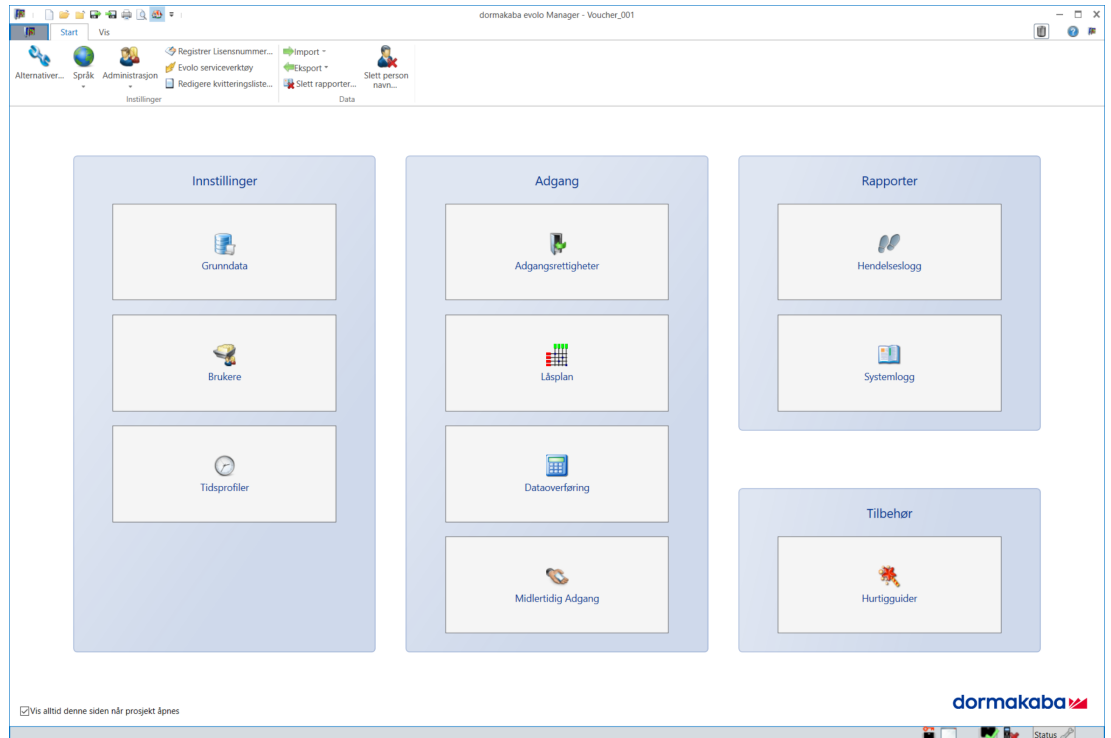 dormakaba evolo Manager - Voucher_001
Start
Vis
Alternativer...
Språk
Administrasjon
Registrer Lisensnummer...
Evolo serviceverktøy
Redigere kvitteringsliste...
Instillinger
Import
Eksport
Slett rapporter...
Slett person
navn...
Data
Innstillinger
Grunndata
Brukere
Tidsprofiler
Adgang
Adgangsrettigheter
Låsplan
Dataoverføring
Midlertidig Adgang
Rapporter
Hendelseslogg
Systemlogg
Tilbehør
Hurtigguider
dormakaba
Vis alltid denne siden når prosjekt åpnes
Status